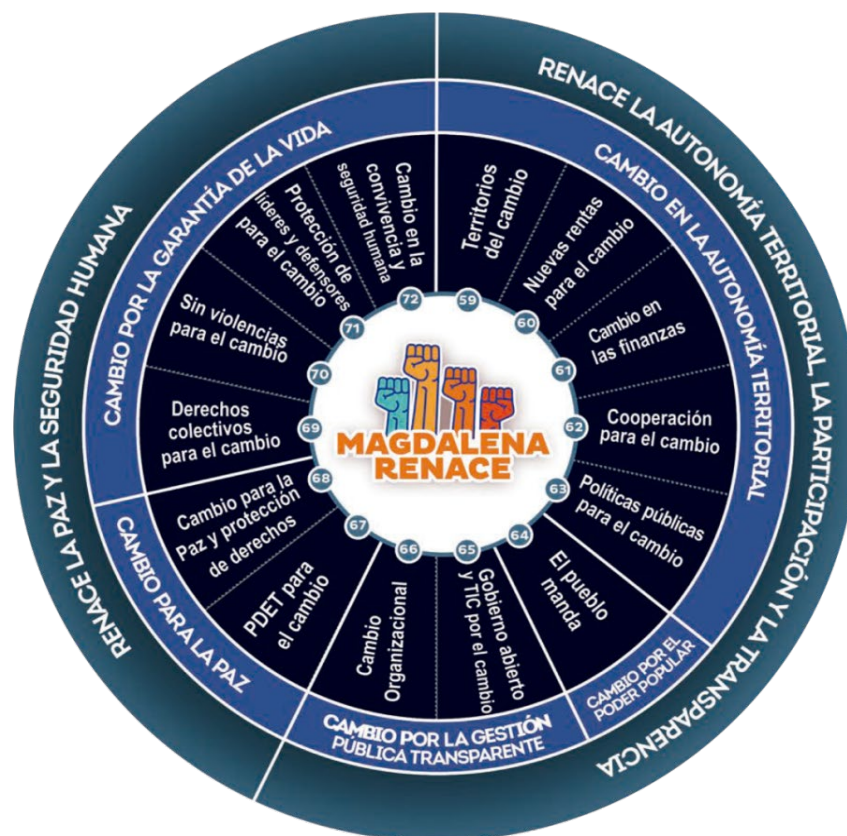 RENACE LA AUTONOMÍA TERRITORIAL, LA PARTICIPACIÓN Y LA TRANSPARENCIA
CAMBIO EN LA AUTONOMÍA TERRITORIAL
Territorios
del cambio
59
Nuevas rentas
para el cambio
60
Cambio en
las finanzas
61
Cooperación
para el cambio
62
Políticas públicas
para el cambio
63
CAMBIO POR EL
PODER POPULAR
El pueblo
manda
64
CAMBIO POR LA GESTIÓN
PÚBLICA TRANSPARENTE
Gobierno abierto
y TIC por el cambio
65
Cambio
Organizacional
66
RENACE LA PAZ Y LA SEGURIDAD HUMANA
CAMBIO PARA LA PAZ
PDET para
el cambio
67
Cambio para la
Paz y protección
de derechos
68
CAMBIO POR LA GARANTÍA DE LA VIDA
Derechos
colectivos
para el cambio
69
Sin violencias
para el cambio
70
Protección de
líderes y defensores
para el cambio
71
Cambio en la
convivencia y
seguridad humana
72
MAGDALENA
RENACE